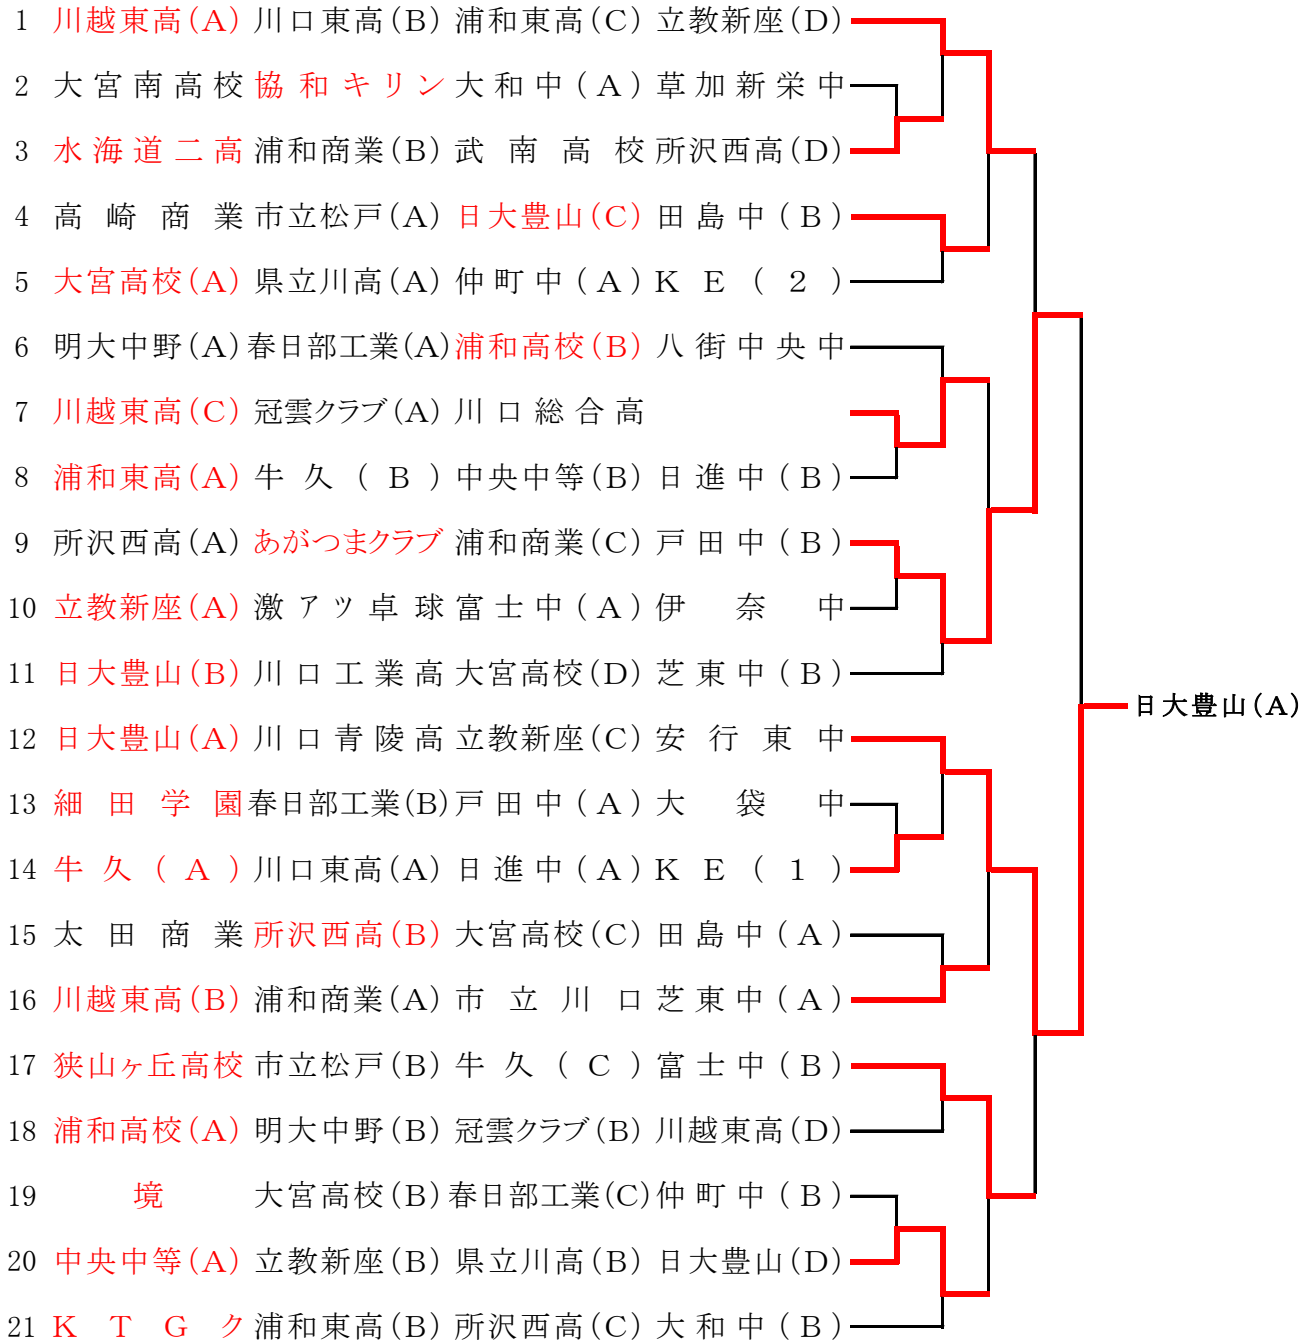 1 川越東高(A) 川口東高(B) 浦和東高(C) 立教新座(D)
2 大宮南高校 協和キリン 大和中(A) 草加新栄中
3 水海道二高 浦和商業(B) 武南高校 所沢西高(D)
4 高崎商業 市立松戸(A) 日大豊山(C) 田島中(B)
5 大宮高校(A) 県立川高(A) 仲町中(A) KE(2)
6 明大中野(A) 春日部工業(A) 浦和高校(B) 八街中央中
7 川越東高(C) 冠雲クラブ(A) 川口総合高
8 浦和東高(A) 牛久(B) 中央中等(B) 日進中(B)
9 所沢西高(A) あがつまクラブ 浦和商業(C) 戸田中(B)
10 立教新座(A) 激アツ卓球 富士中(A) 伊奈中
11 日大豊山(B) 川口工業高 大宮高校(D) 芝東中(B)
日大豊山(A)
12 日大豊山(A) 川口青陵高 立教新座(C) 安行東中
13 細田学園 春日部工業(B) 戸田中(A) 大袋中
14 牛久(A) 川口東高(A) 日進中(A) KE(1)
15 太田商業 所沢西高(B) 大宮高校(C) 田島中(A)
16 川越東高(B) 浦和商業(A) 市立川口 芝東中(A)
17 狭山ヶ丘高校 市立松戸(B) 牛久(C) 富士中(B)
18 浦和高校(A) 明大中野(B) 冠雲クラブ(B) 川越東高(D)
19 境 大宮高校(B) 春日部工業(C) 仲町中(B)
20 中央中等(A) 立教新座(B) 県立川高(B) 日大豊山(D)
21 KTGク 浦和東高(B) 所沢西高(C) 大和中(B)